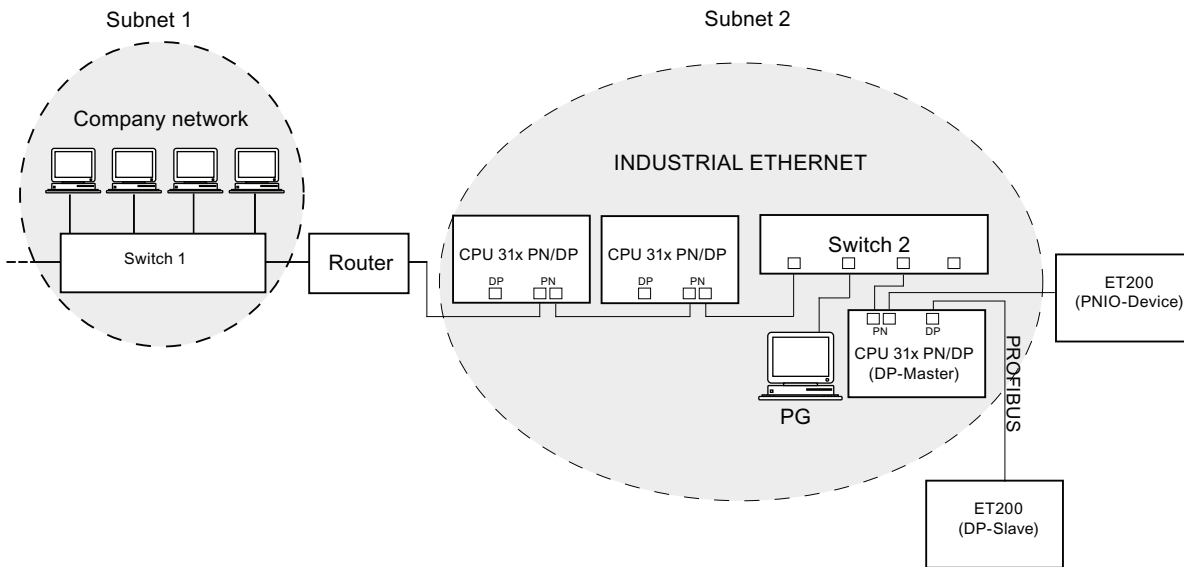 Subnet 1
Subnet 2
Company network
INDUSTRIAL ETHERNET
Switch 1
Router
CPU 31x PN/DP
DP
PN
CPU 31x PN/DP
DP
PN
Switch 2
PN
DP
CPU 31x PN/DP
(DP-Master)
PG
PROFIBUS
ET200
(PNIO-Device)
ET200
(DP-Slave)